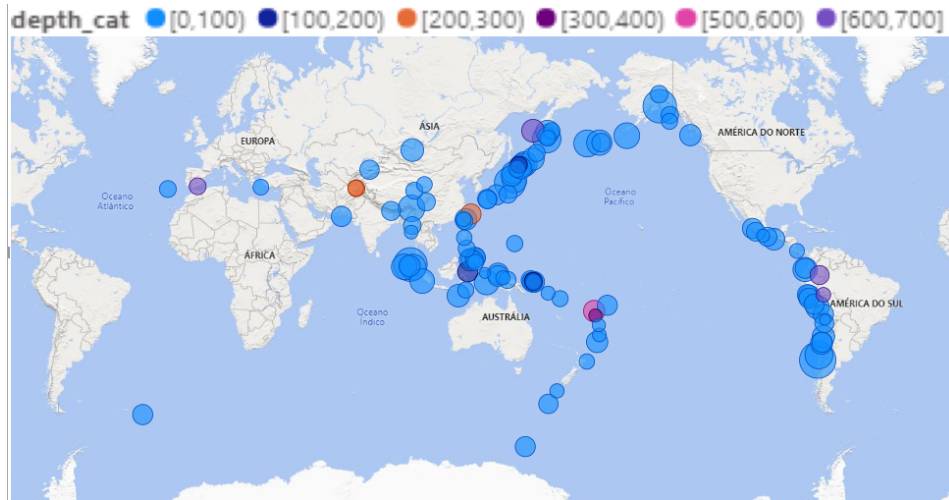 depth_cat [0,100) [100,200) [200,300) [300,400) [500,600) [600,700]
ÁSIA
EUROPA
AMÉRICA DO NORTE
Oceano
Atlântico
Oceano
Pacífico
ÁFRICA
Oceano
Índico
AUSTRÁLIA
AMÉRICA DO SUL